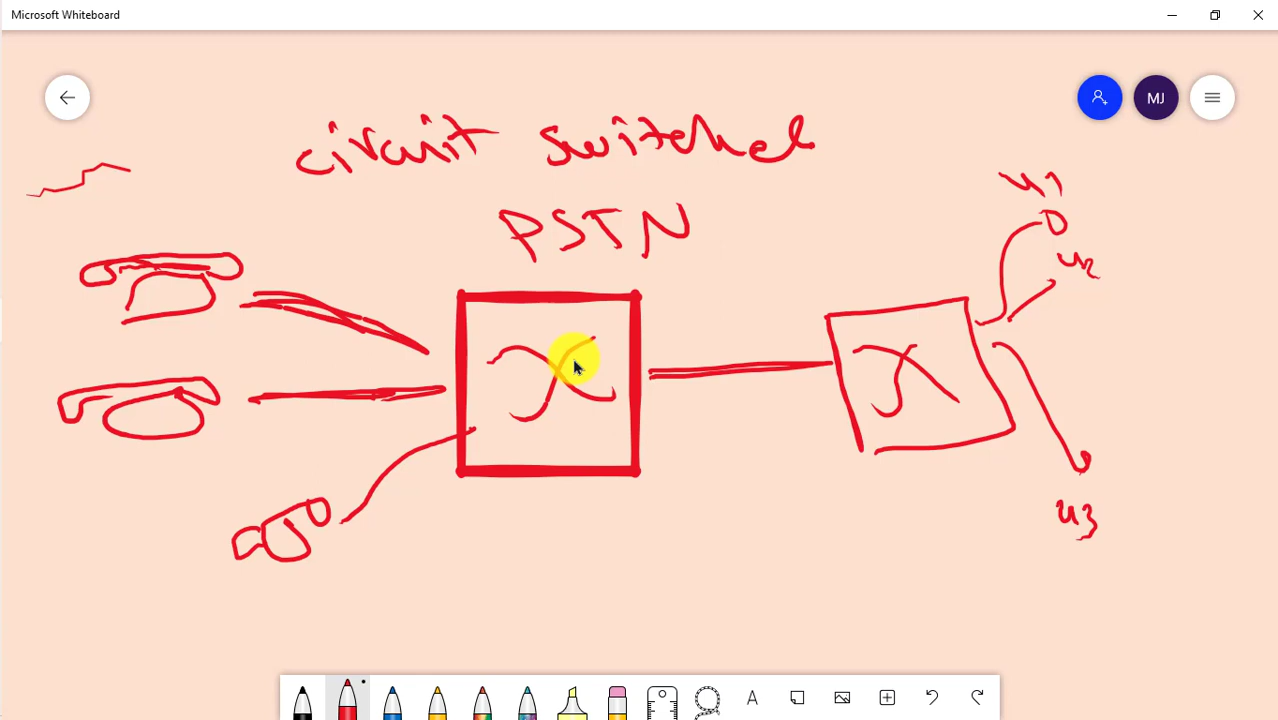 Microsoft Whiteboard
MJ
circuit switched
PSTN
u1
u2
u3
A